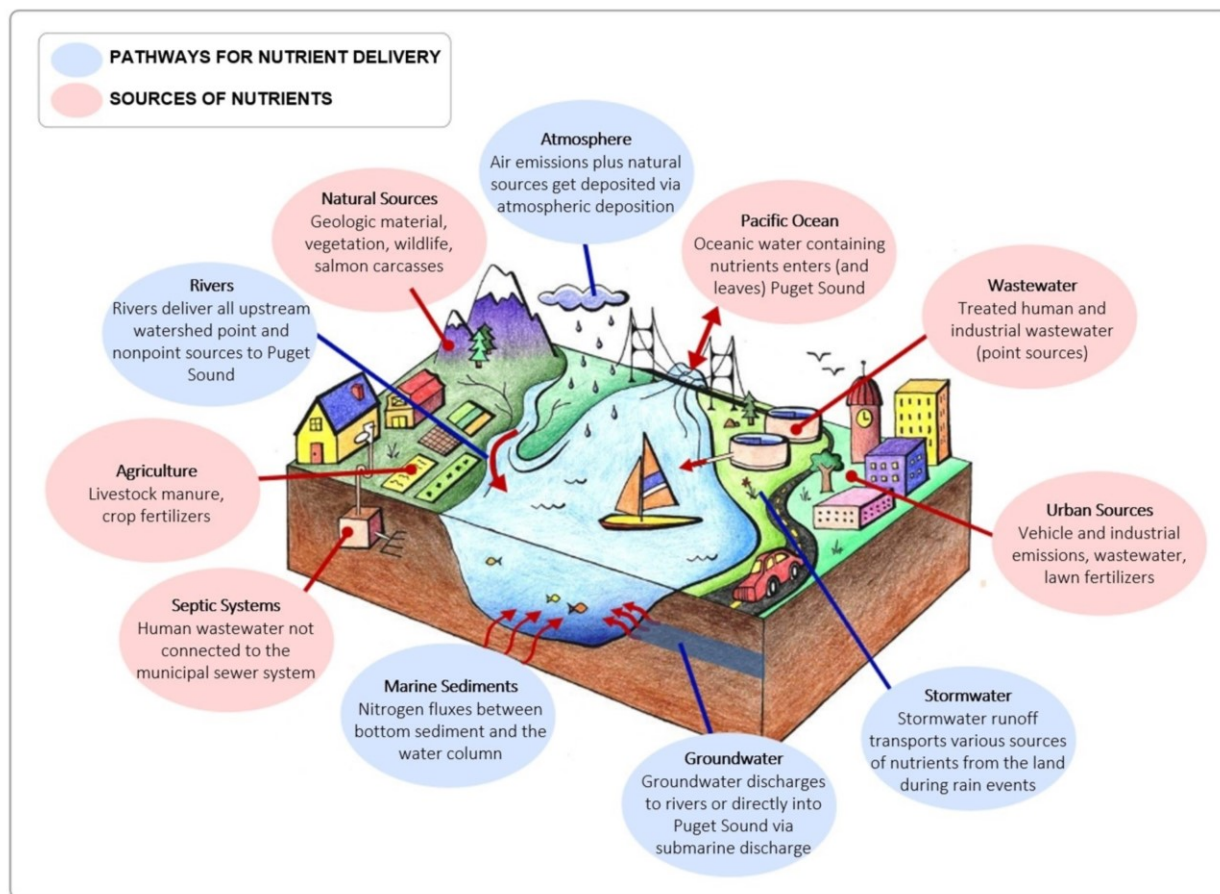 PATHWAYS FOR NUTRIENT DELIVERY
SOURCES OF NUTRIENTS
Atmosphere
Air emissions plus natural
sources get deposited via
atmospheric deposition
Natural Sources
Geologic material,
vegetation, wildlife,
salmon carcasses
Pacific Ocean
Oceanic water containing
nutrients enters (and
leaves) Puget Sound
Rivers
Rivers deliver all upstream
watershed point and
nonpoint sources to Puget
Sound
Wastewater
Treated human and
industrial wastewater
(point sources)
Agriculture
Livestock manure,
crop fertilizers
Urban Sources
Vehicle and industrial
emissions, wastewater,
lawn fertilizers
Septic Systems
Human wastewater not
connected to the
municipal sewer system
Marine Sediments
Nitrogen fluxes between
bottom sediment and the
water column
Stormwater
Stormwater runoff
transports various sources
of nutrients from the land
during rain events
Groundwater
Groundwater discharges
to rivers or directly into
Puget Sound via
submarine discharge